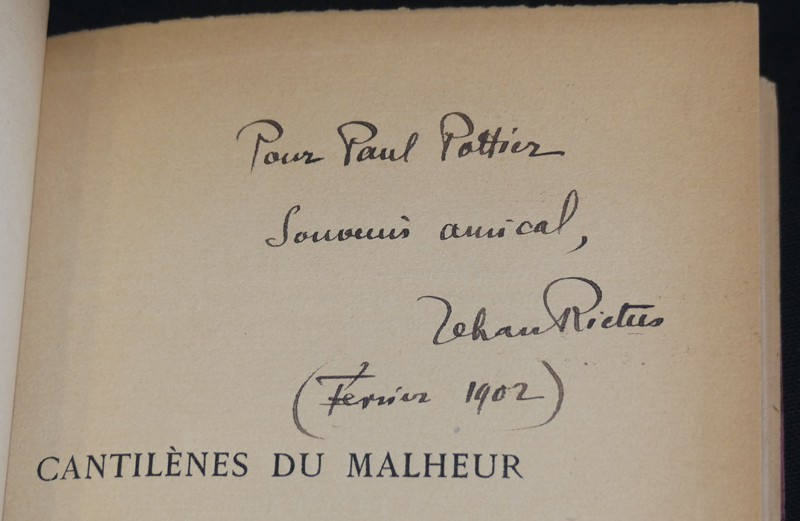 Pour Paul Pottier
Souvenir amical,
Jehan Rictus
(Février 1902)
CANTILÈNES DU MALHEUR